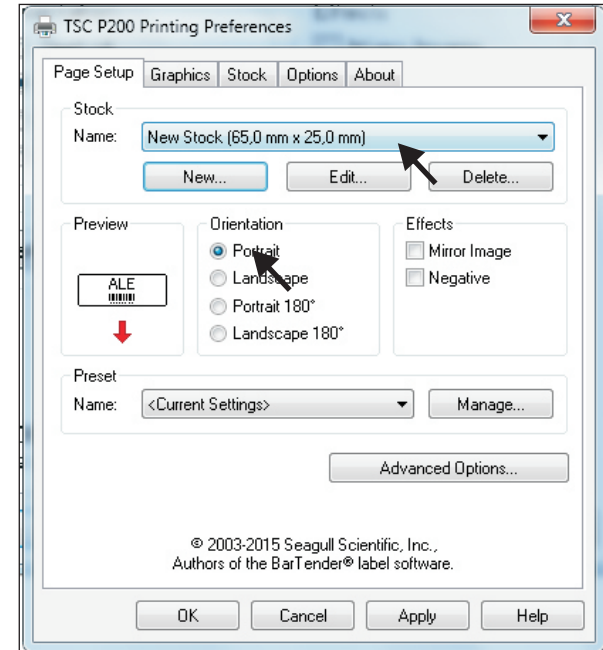 TSC P200 Printing Preferences
Page Setup Graphics Stock Options About
Stock
Name: New Stock (65,0 mm x 25,0 mm)
New... Edit... Delete...
Preview
ALE
Orientation
Portrait
Landscape
Portrait 180°
Landscape 180°
Effects
Mirror Image
Negative
Preset
Name: <Current Settings> Manage...
Advanced Options...
© 2003-2015 Seagull Scientific, Inc.,
Authors of the BarTender® label software.
OK Cancel Apply Help